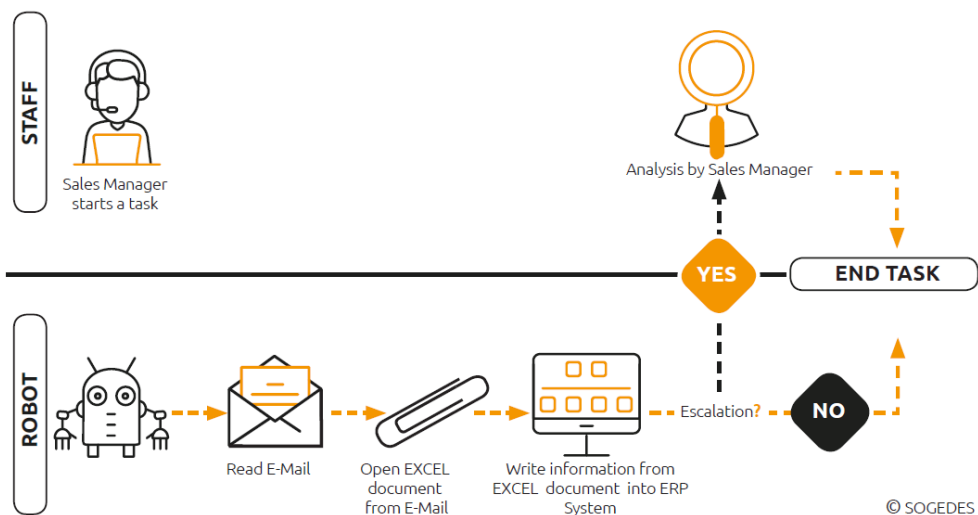 STAFF
Sales Manager
starts a task
Analysis by Sales Manager
YES
END TASK
ROBOT
Read E-Mail
Open EXCEL
document
from E-Mail
Write information from
EXCEL document into ERP
System
Escalation?
NO
© SOGEDES